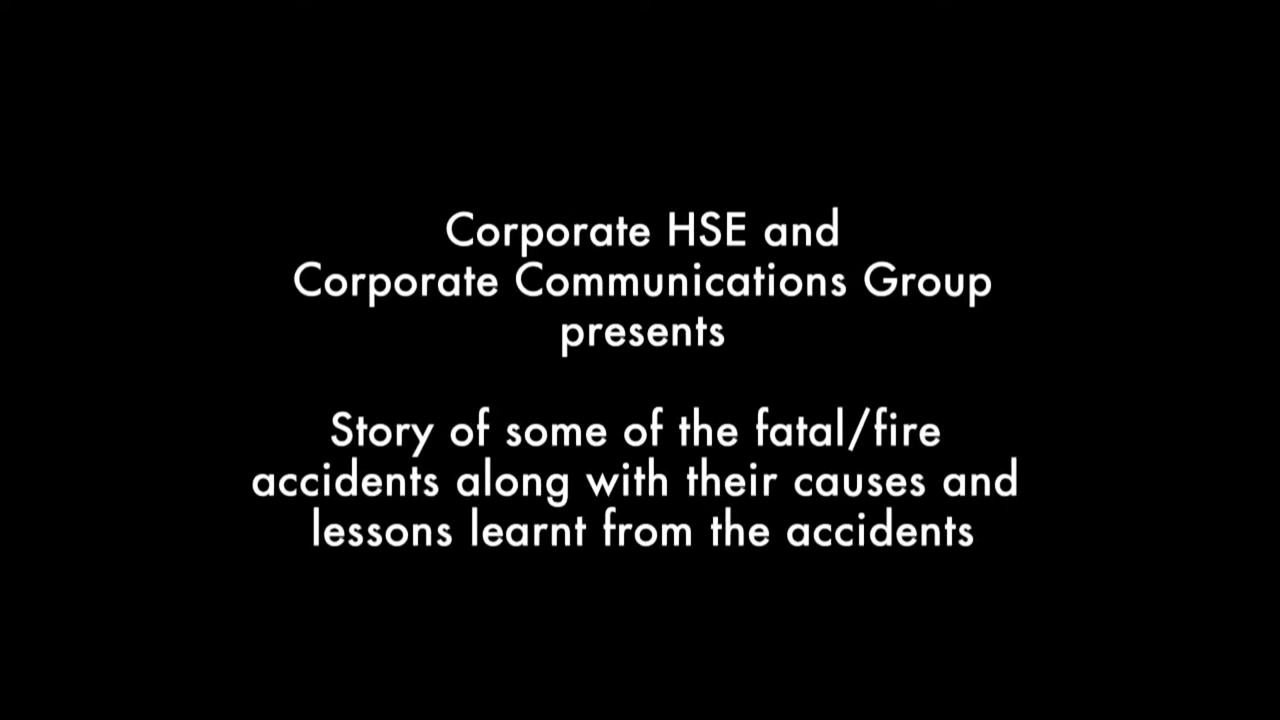 Corporate HSE and
Corporate Communications Group
presents
Story of some of the fatal/fire
accidents along with their causes and
lessons learnt from the accidents